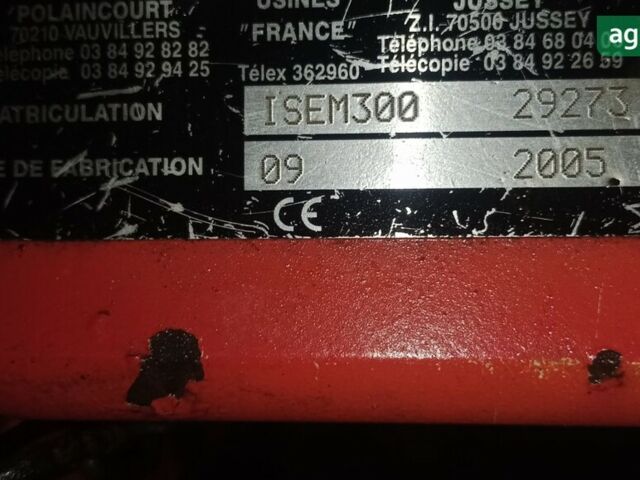 "POLAINCOURT USINES JUSSEY
70210 VAUVILLERS "FRANCE" Z.I. 70500 JUSSEY
Téléphone 03 84 92 82 82 Téléphone 03 84 68 04
Télécopie 03 84 92 94 25 Télex 362960 Télécopie 03 84 92 26 59
ATRICULATION ISEM300 29273
E DE FABRICATION 09 2005
CE
ag